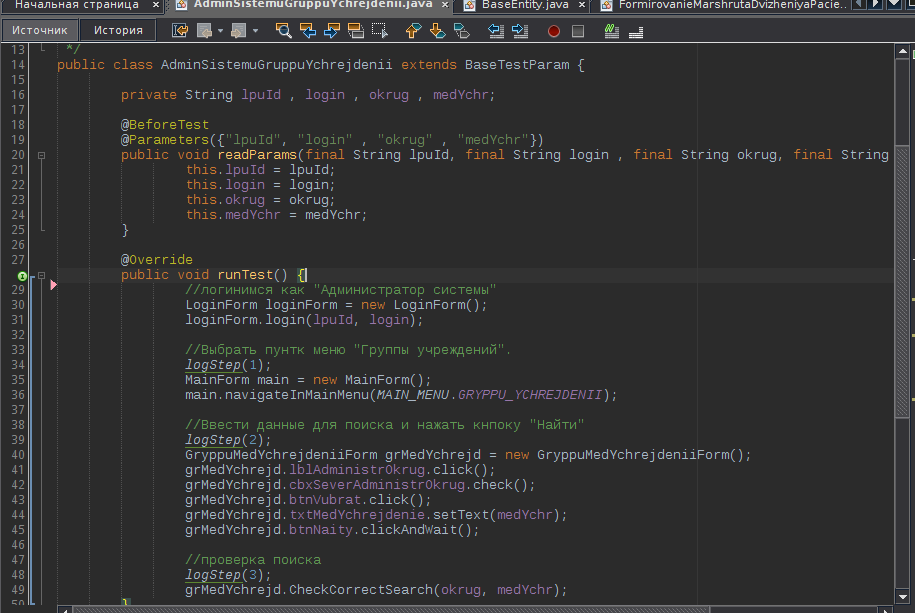 Начальная страница × AdminSistemuGruppuYchrejdenii.java × BaseEntity.java × FormirovanieMarshrutaDvizheniyaPacie...
Источник История
13 */
14 public class AdminSistemuGruppuYchrejdenii extends BaseTestParam {
15
16 private String lpuId , login , okrug , medYchr;
17
18 @BeforeTest
19 @Parameters({"lpuId", "login" , "okrug" , "medYchr"})
20 public void readParams(final String lpuId, final String login , final String okrug, final String
21 this.lpuId = lpuId;
22 this.login = login;
23 this.okrug = okrug;
24 this.medYchr = medYchr;
25 }
26
27 @Override
public void runTest() {
29 //логинимся как "Администратор системы"
30 LoginForm loginForm = new LoginForm();
31 loginForm.login(lpuId, login);
32
33 //Выбрать пунтк меню "Группы учреждений".
34 logStep(1);
35 MainForm main = new MainForm();
36 main.navigateInMainMenu(MAIN_MENU.GRYPPU_YCHREJDENII);
37
38 //Ввести данные для поиска и нажать кнпоку "Найти"
39 logStep(2);
40 GryppuMedYchrejdeniiForm grMedYchrejd = new GryppuMedYchrejdeniiForm();
41 grMedYchrejd.lblAdministrOkrug.click();
42 grMedYchrejd.cbxSeverAdministrOkrug.check();
43 grMedYchrejd.btnVubrat.click();
44 grMedYchrejd.txtMedYchrejdenie.setText(medYchr);
45 grMedYchrejd.btnNaity.clickAndWait();
46
47 //проверка поиска
48 logStep(3);
49 grMedYchrejd.CheckCorrectSearch(okrug, medYchr);
50 }